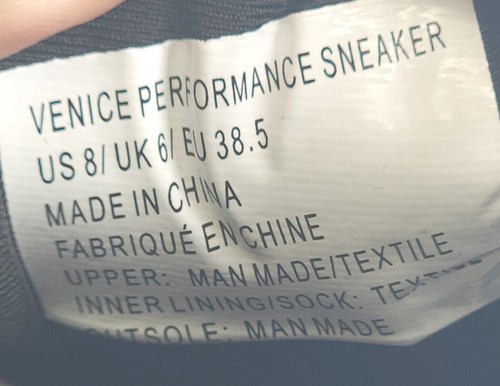 VENICE PERFORMANCE SNEAKER
US 8/ UK 6/ EU 38.5
MADE IN CHINA
FABRIQUÉ EN CHINE
UPPER: MAN MADE/TEXTILE
INNER LINING/SOCK: TEXTILE
OUTSOLE: MAN MADE